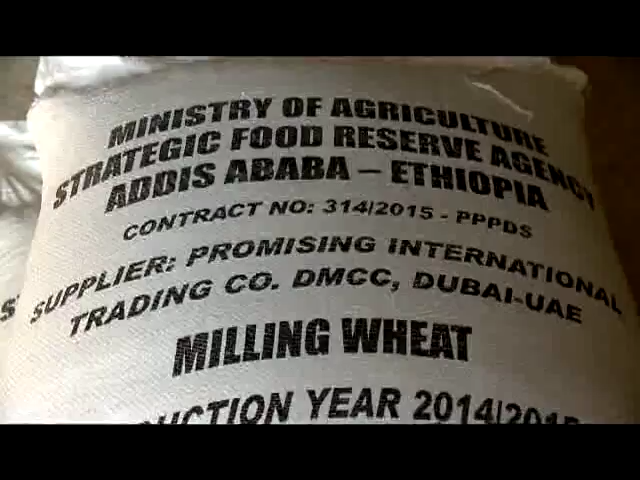 MINISTRY OF AGRICULTURE
STRATEGIC FOOD RESERVE AGENCY
ADDIS ABABA – ETHIOPIA
CONTRACT NO: 314/2015 - PPPDS
SUPPLIER: PROMISING INTERNATIONAL
TRADING CO. DMCC, DUBAI-UAE
MILLING WHEAT
YEAR 2014/2015